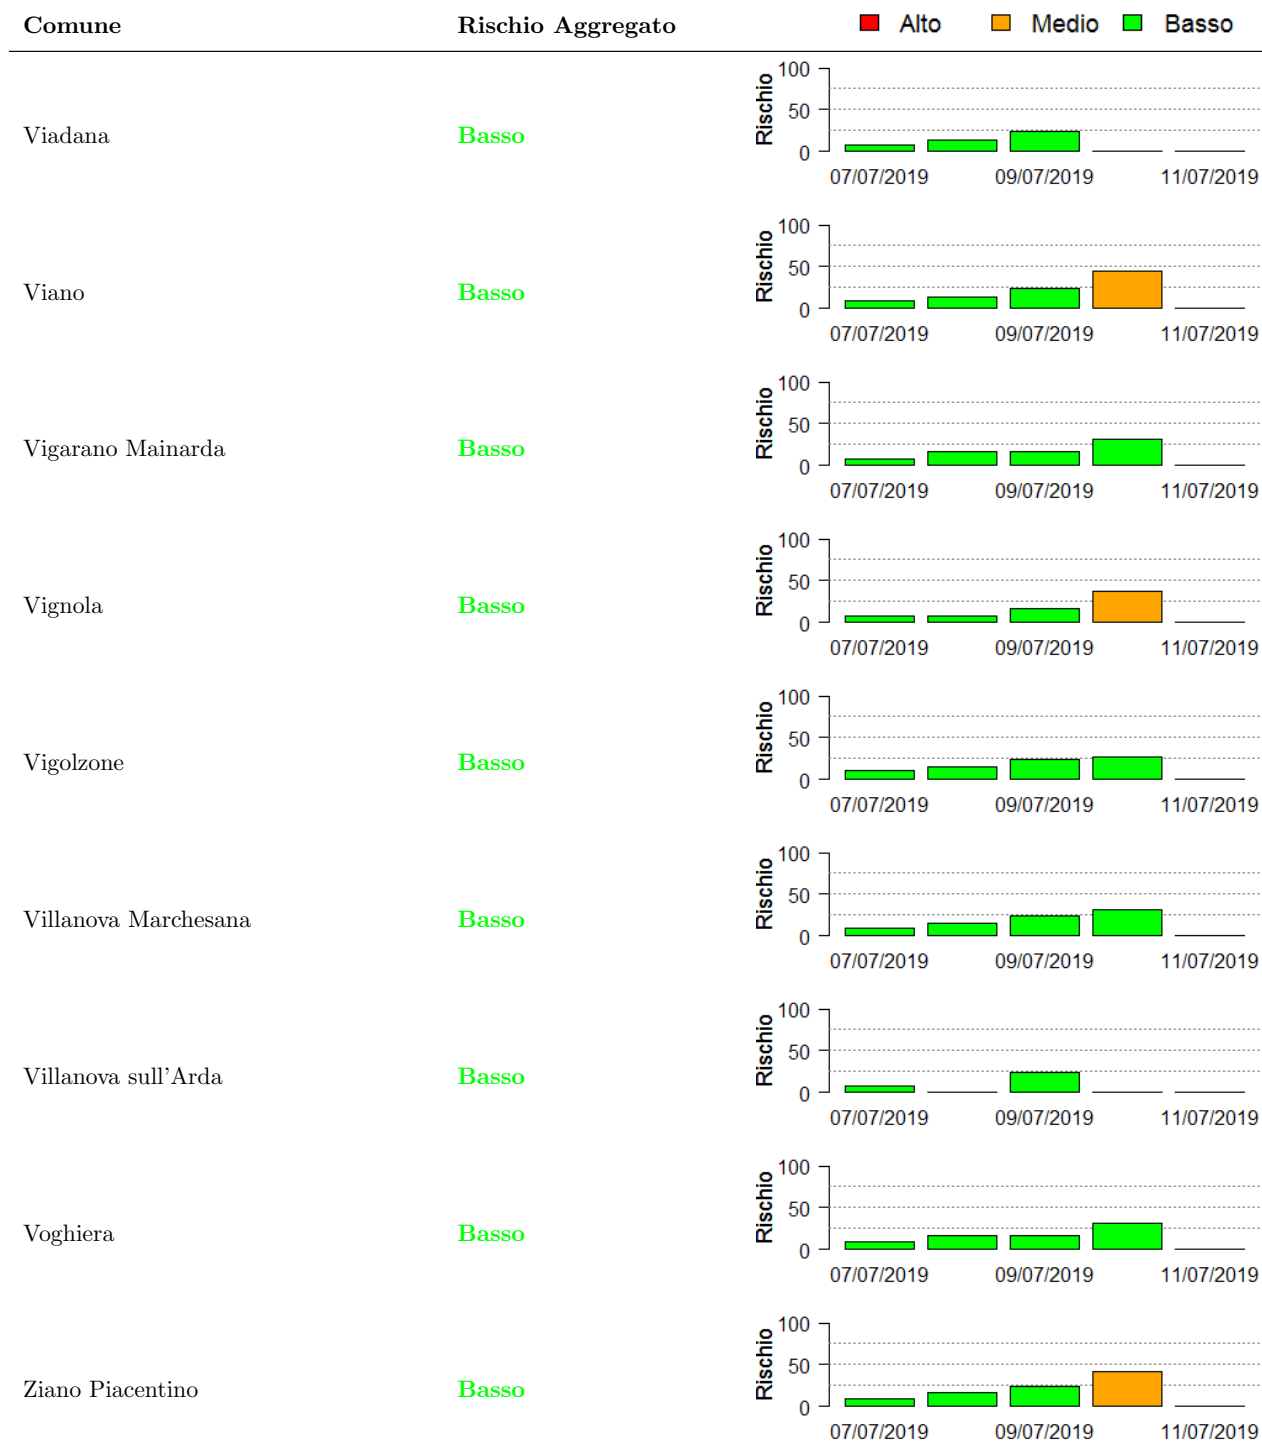 Comune Rischio Aggregato Alto Medio Basso
Viadana Basso
Rischio
100
50
0
07/07/2019 09/07/2019 11/07/2019
Viano Basso
Rischio
100
50
0
07/07/2019 09/07/2019 11/07/2019
Vigarano Mainarda Basso
Rischio
100
50
0
07/07/2019 09/07/2019 11/07/2019
Vignola Basso
Rischio
100
50
0
07/07/2019 09/07/2019 11/07/2019
Vigolzone Basso
Rischio
100
50
0
07/07/2019 09/07/2019 11/07/2019
Villanova Marchesana Basso
Rischio
100
50
0
07/07/2019 09/07/2019 11/07/2019
Villanova sull'Arda Basso
Rischio
100
50
0
07/07/2019 09/07/2019 11/07/2019
Voghiera Basso
Rischio
100
50
0
07/07/2019 09/07/2019 11/07/2019
Ziano Piacentino Basso
Rischio
100
50
0
07/07/2019 09/07/2019 11/07/2019